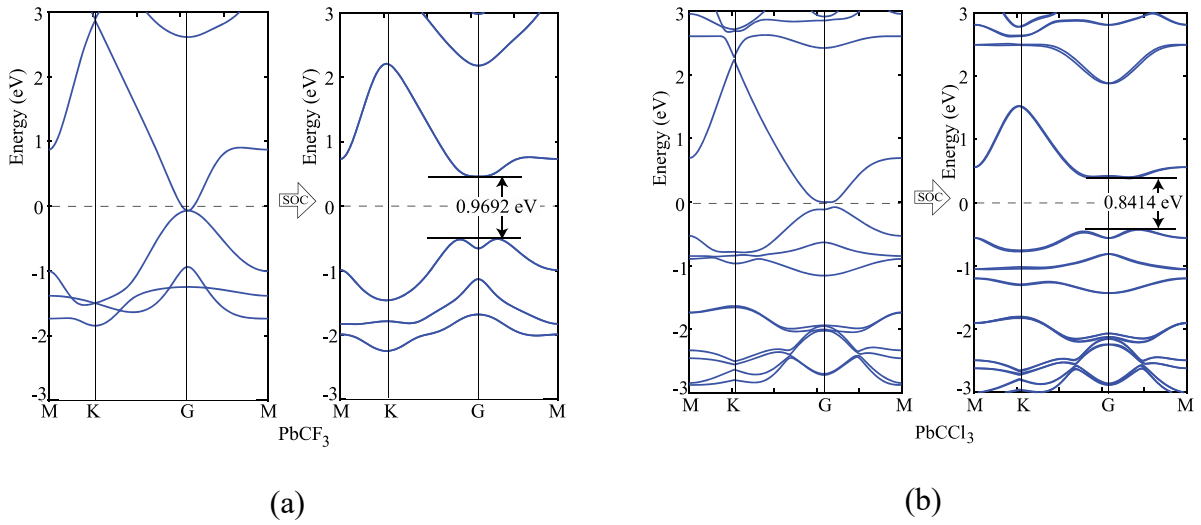 3
2
1
0
-1
-2
-3
Energy (eV)
M K G M
SOC
3
2
1
0
-1
-2
-3
Energy (eV)
0.9692 eV
M K G M
PbCF3
(a)
3
2
1
0
-1
-2
-3
Energy (eV)
M K G M
SOC
3
2
1
0
-1
-2
-3
Energy (eV)
0.8414 eV
M K G M
PbCCl3
(b)